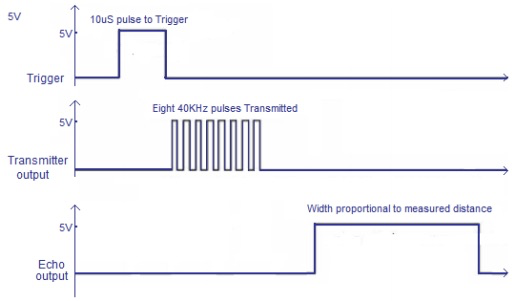 5V
10uS pulse to Trigger
5V
Trigger
Eight 40KHz pulses Transmitted
5V
Transmitter
output
Width proportional to measured distance
5V
Echo
output